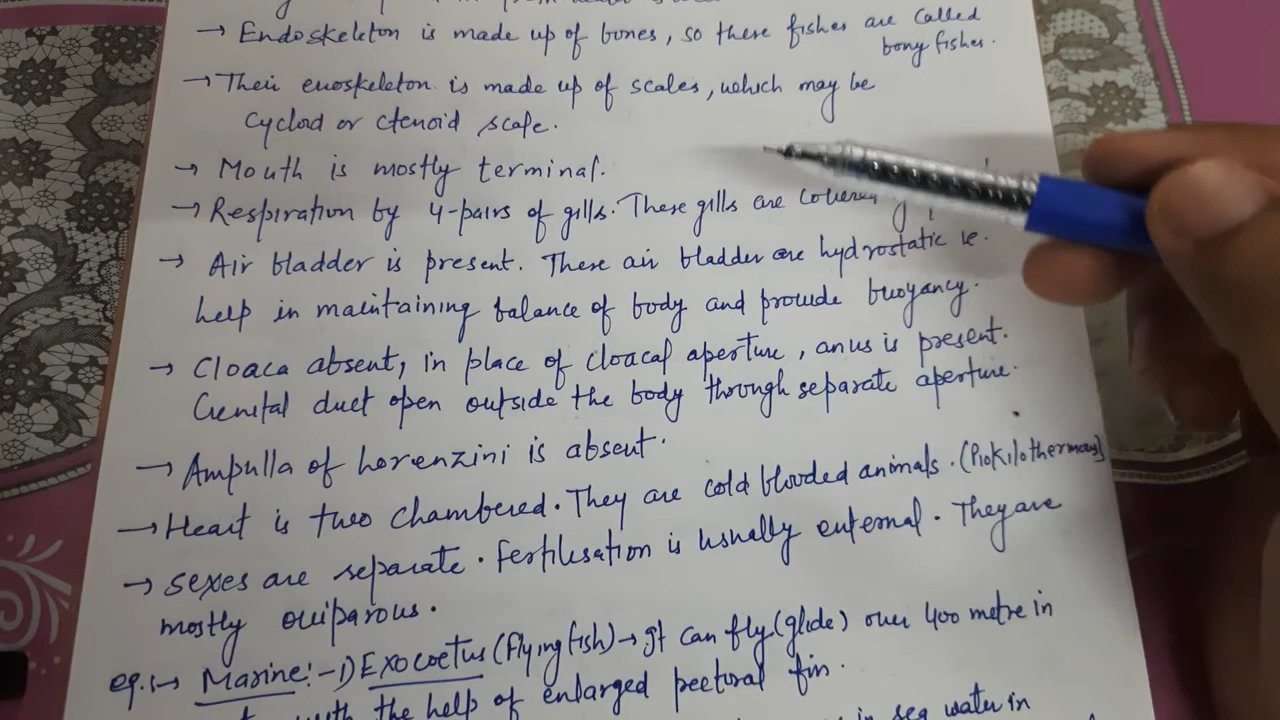 → Endoskeleton is made up of bones, so these fishes are called
bony fishes.
→ Their exoskeleton is made up of scales, which may be
Cycloid or ctenoid scale.
→ Mouth is mostly terminal.
→ Respiration by 4-pairs of gills. These gills are
→ Air bladder is present. These air bladder are hydrostatic ie.
help in maintaining balance of body and provide buoyancy.
→ Cloaca absent, in place of cloacal aperture, anus is present.
Genital duct open outside the body through separate aperture.
→ Ampulla of Lorenzini is absent.
→ Heart is two chambered. They are cold blooded animals. (Piokilothermous)
→ Sexes are separate. Fertilisation is usually external. They are
mostly oviparous.
eg:→ Marine:-1) Exocoetus (Flying fish) → It can fly (glide) over 400 metre in
with the help of enlarged pectoral fin.
in sea water in